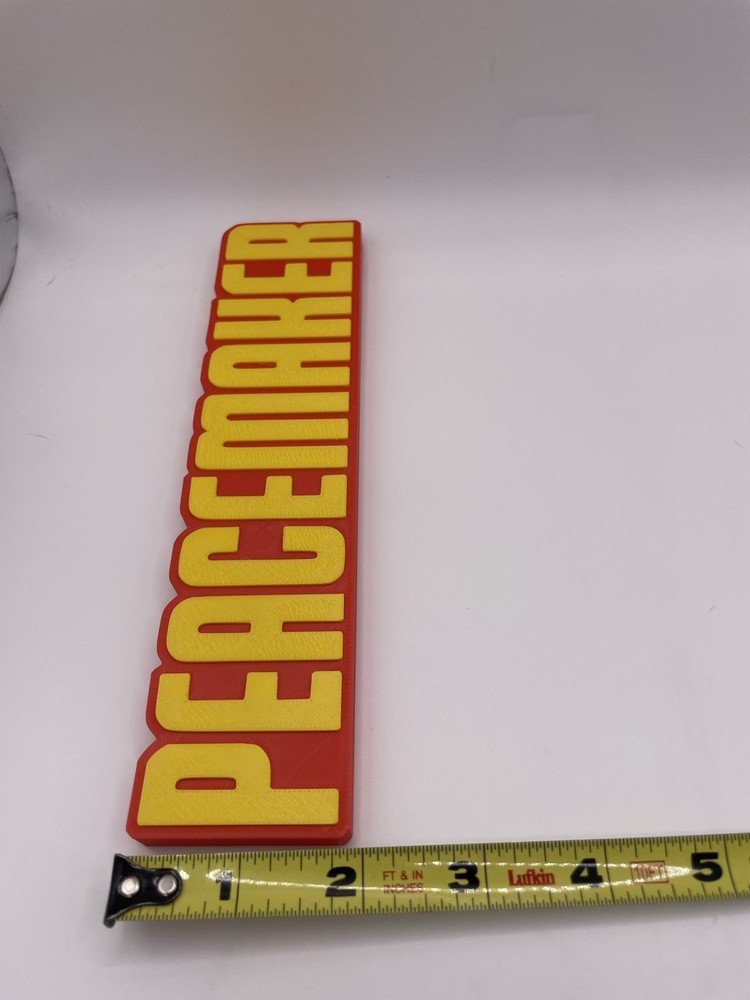 PEACEMAKER
1 2 FT & IN 3 Lufkin 4 10FT 5
INCHES